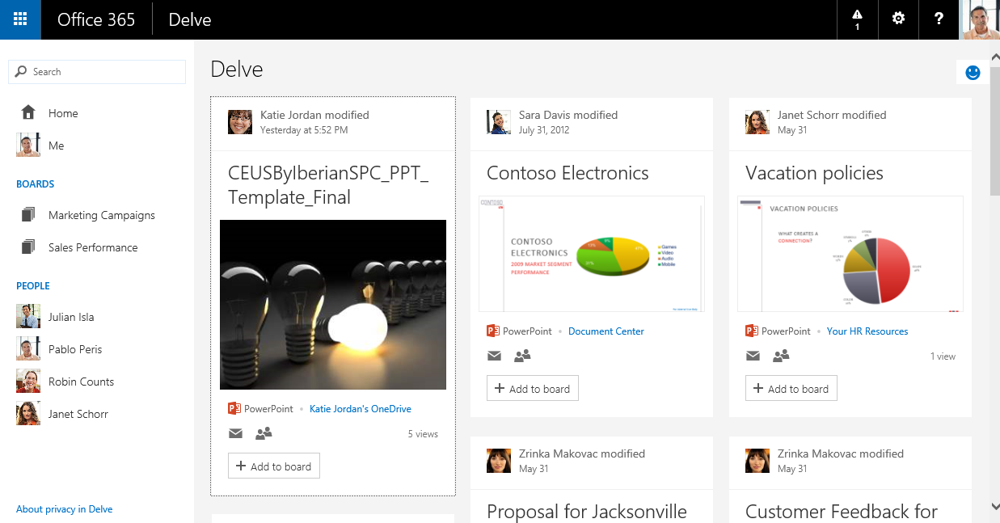 Office 365
Delve
1
?
Search
Home
Me
BOARDS
Marketing Campaigns
Sales Performance
PEOPLE
Julian Isla
Pablo Peris
Robin Counts
Janet Schorr
About privacy in Delve
Delve
Katie Jordan modified
Yesterday at 5:52 PM
CEUSByIberianSPC_PPT_
Template_Final
PowerPoint • Katie Jordan's OneDrive
5 views
+ Add to board
Sara Davis modified
July 31, 2012
Contoso Electronics
CONTOSO
CONTOSO
ELECTRONICS
2009 MARKET SEGMENT
PERFORMANCE
Games
Video
Audio
Mobile
PowerPoint • Document Center
+ Add to board
Janet Schorr modified
May 31
Vacation policies
VACATION POLICIES
WHAT CREATES A
CONNECTION?
PowerPoint • Your HR Resources
1 view
+ Add to board
Zrinka Makovac modified
May 31
Proposal for Jacksonville
Zrinka Makovac modified
May 31
Customer Feedback for